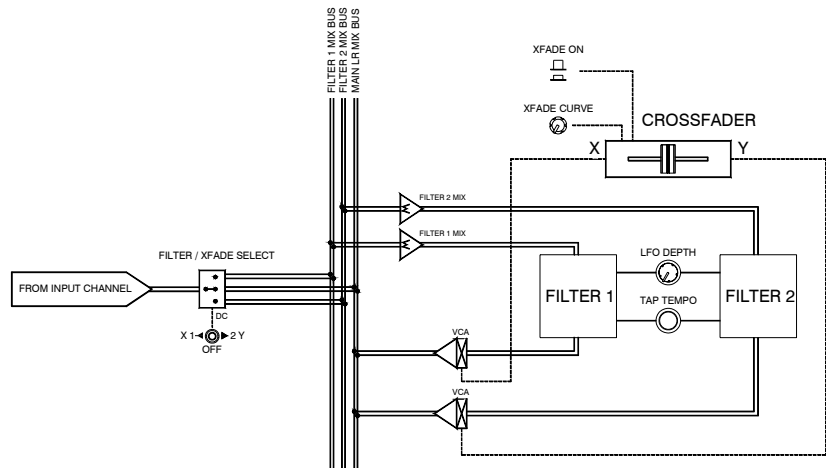 FILTER 1 MIX BUS
FILTER 2 MIX BUS
MAIN LR MIX BUS
XFADE ON
XFADE CURVE
CROSSFADER
X
Y
FILTER 2 MIX
FILTER 1 MIX
FILTER / XFADE SELECT
FROM INPUT CHANNEL
DC
X 1 2 Y
OFF
LFO DEPTH
FILTER 1
FILTER 2
TAP TEMPO
VCA
VCA